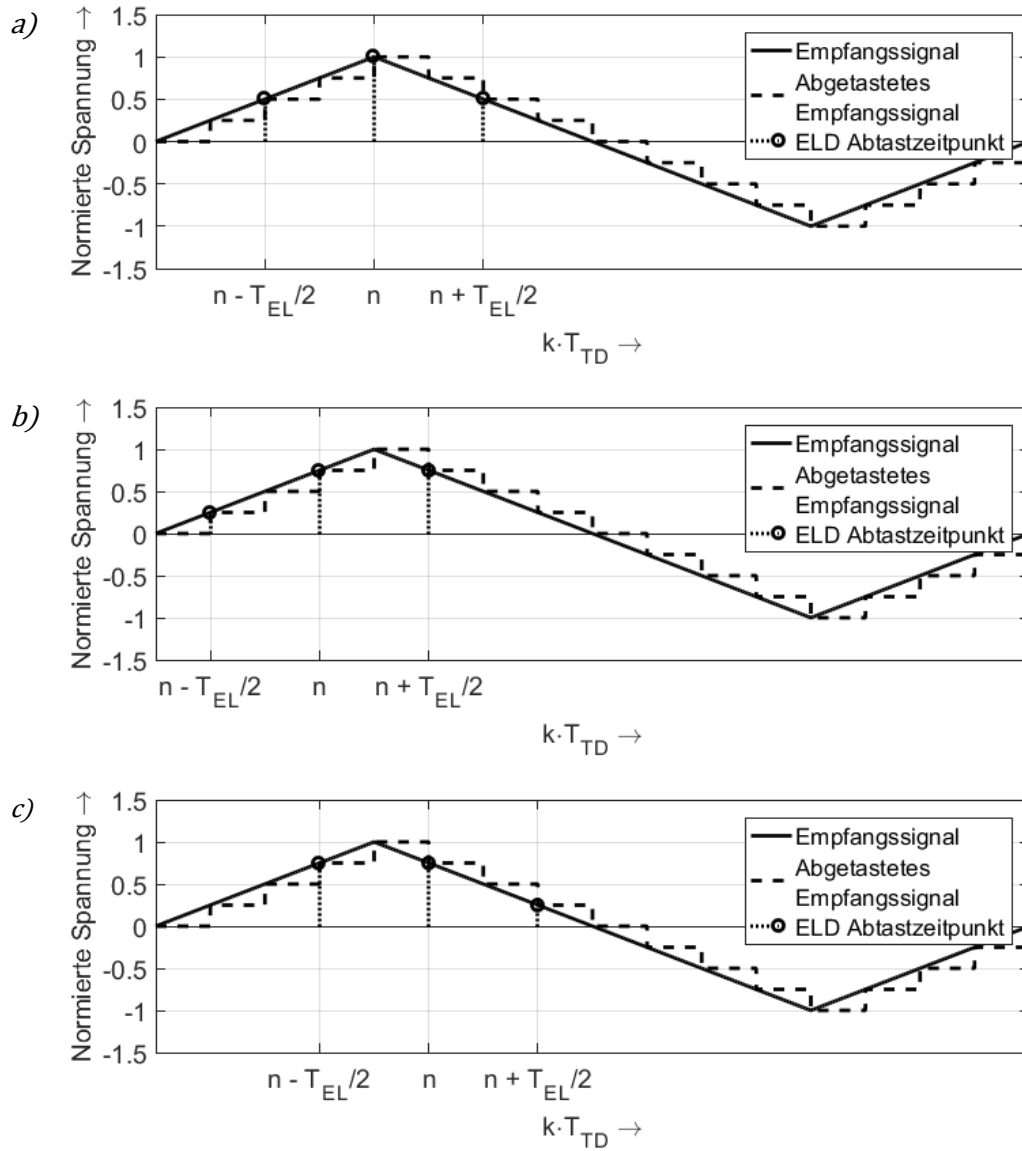 a)
Normierte Spannung →
1.5
1
0.5
0
-0.5
-1
-1.5
Empfangssignal
Abgetastetes
Empfangssignal
ELD Abtastzeitpunkt
n - T_EL/2 n n + T_EL/2
k·T_TD →
b)
Normierte Spannung →
1.5
1
0.5
0
-0.5
-1
-1.5
Empfangssignal
Abgetastetes
Empfangssignal
ELD Abtastzeitpunkt
n - T_EL/2 n n + T_EL/2
k·T_TD →
c)
Normierte Spannung →
1.5
1
0.5
0
-0.5
-1
-1.5
Empfangssignal
Abgetastetes
Empfangssignal
ELD Abtastzeitpunkt
n - T_EL/2 n n + T_EL/2
k·T_TD →